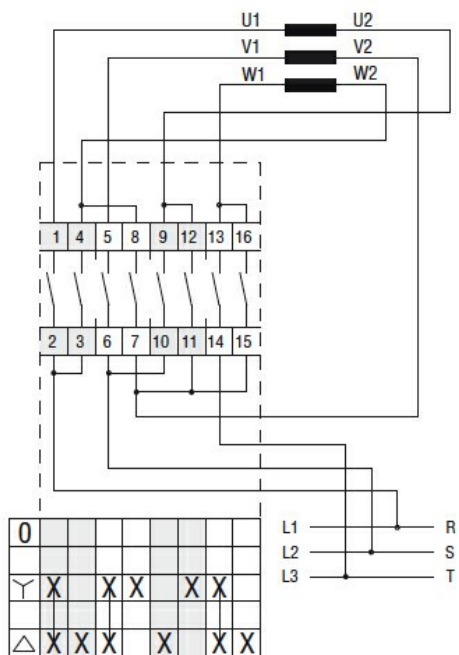 U1 U2
V1 V2
W1 W2
1 4 5 8 9 12 13 16
2 3 6 7 10 11 14 15
L1 R
L2 S
L3 T
0
Y X X X X X
△ X X X X X X